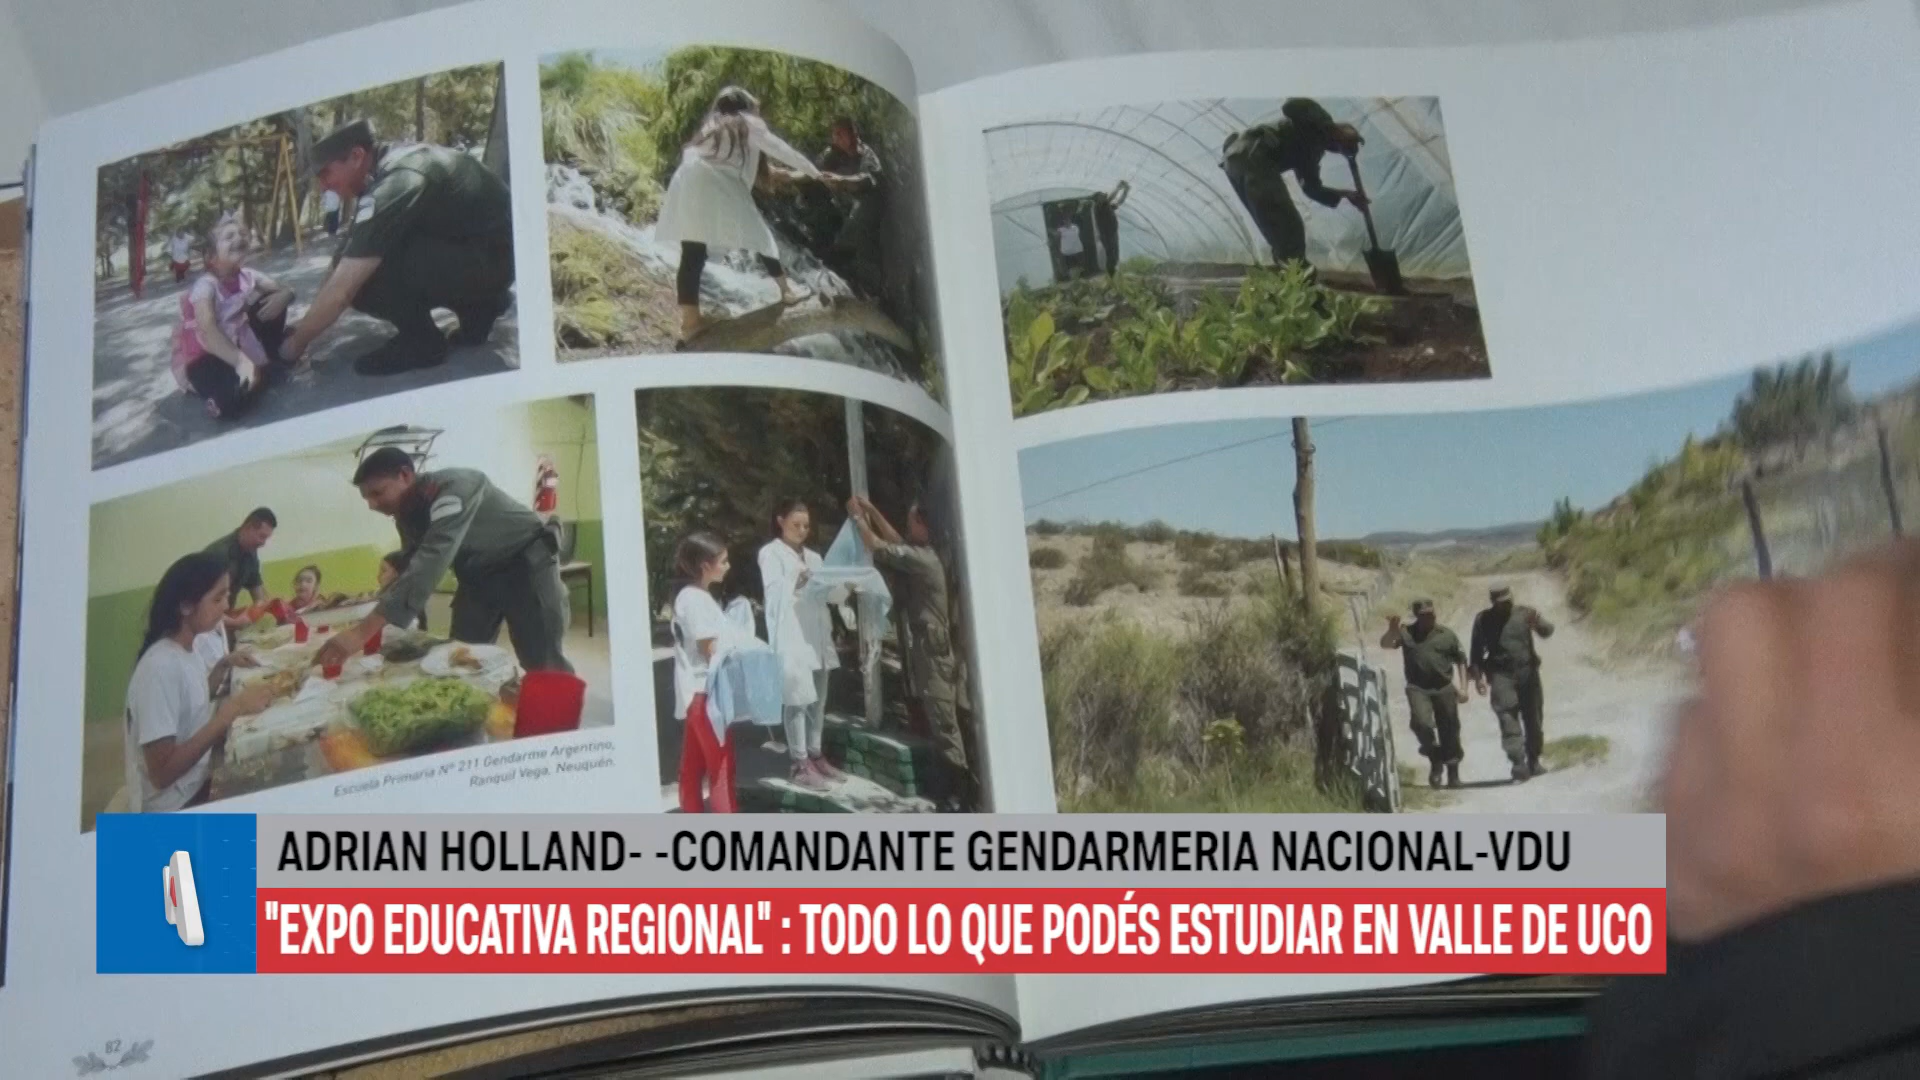 Escuela Primaria Nº 211 Gendarme Argentino,
Ranquil Vega, Neuquén.
ADRIAN HOLLAND- -COMANDANTE GENDARMERIA NACIONAL-VDU
"EXPO EDUCATIVA REGIONAL" : TODO LO QUE PODÉS ESTUDIAR EN VALLE DE UCO
82